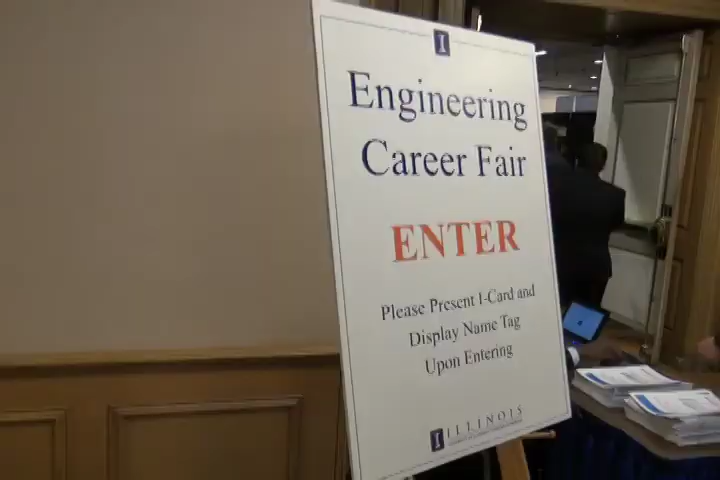 I
Engineering
Career Fair
ENTER
Please Present I-Card and
Display Name Tag
Upon Entering
I ILLINOIS